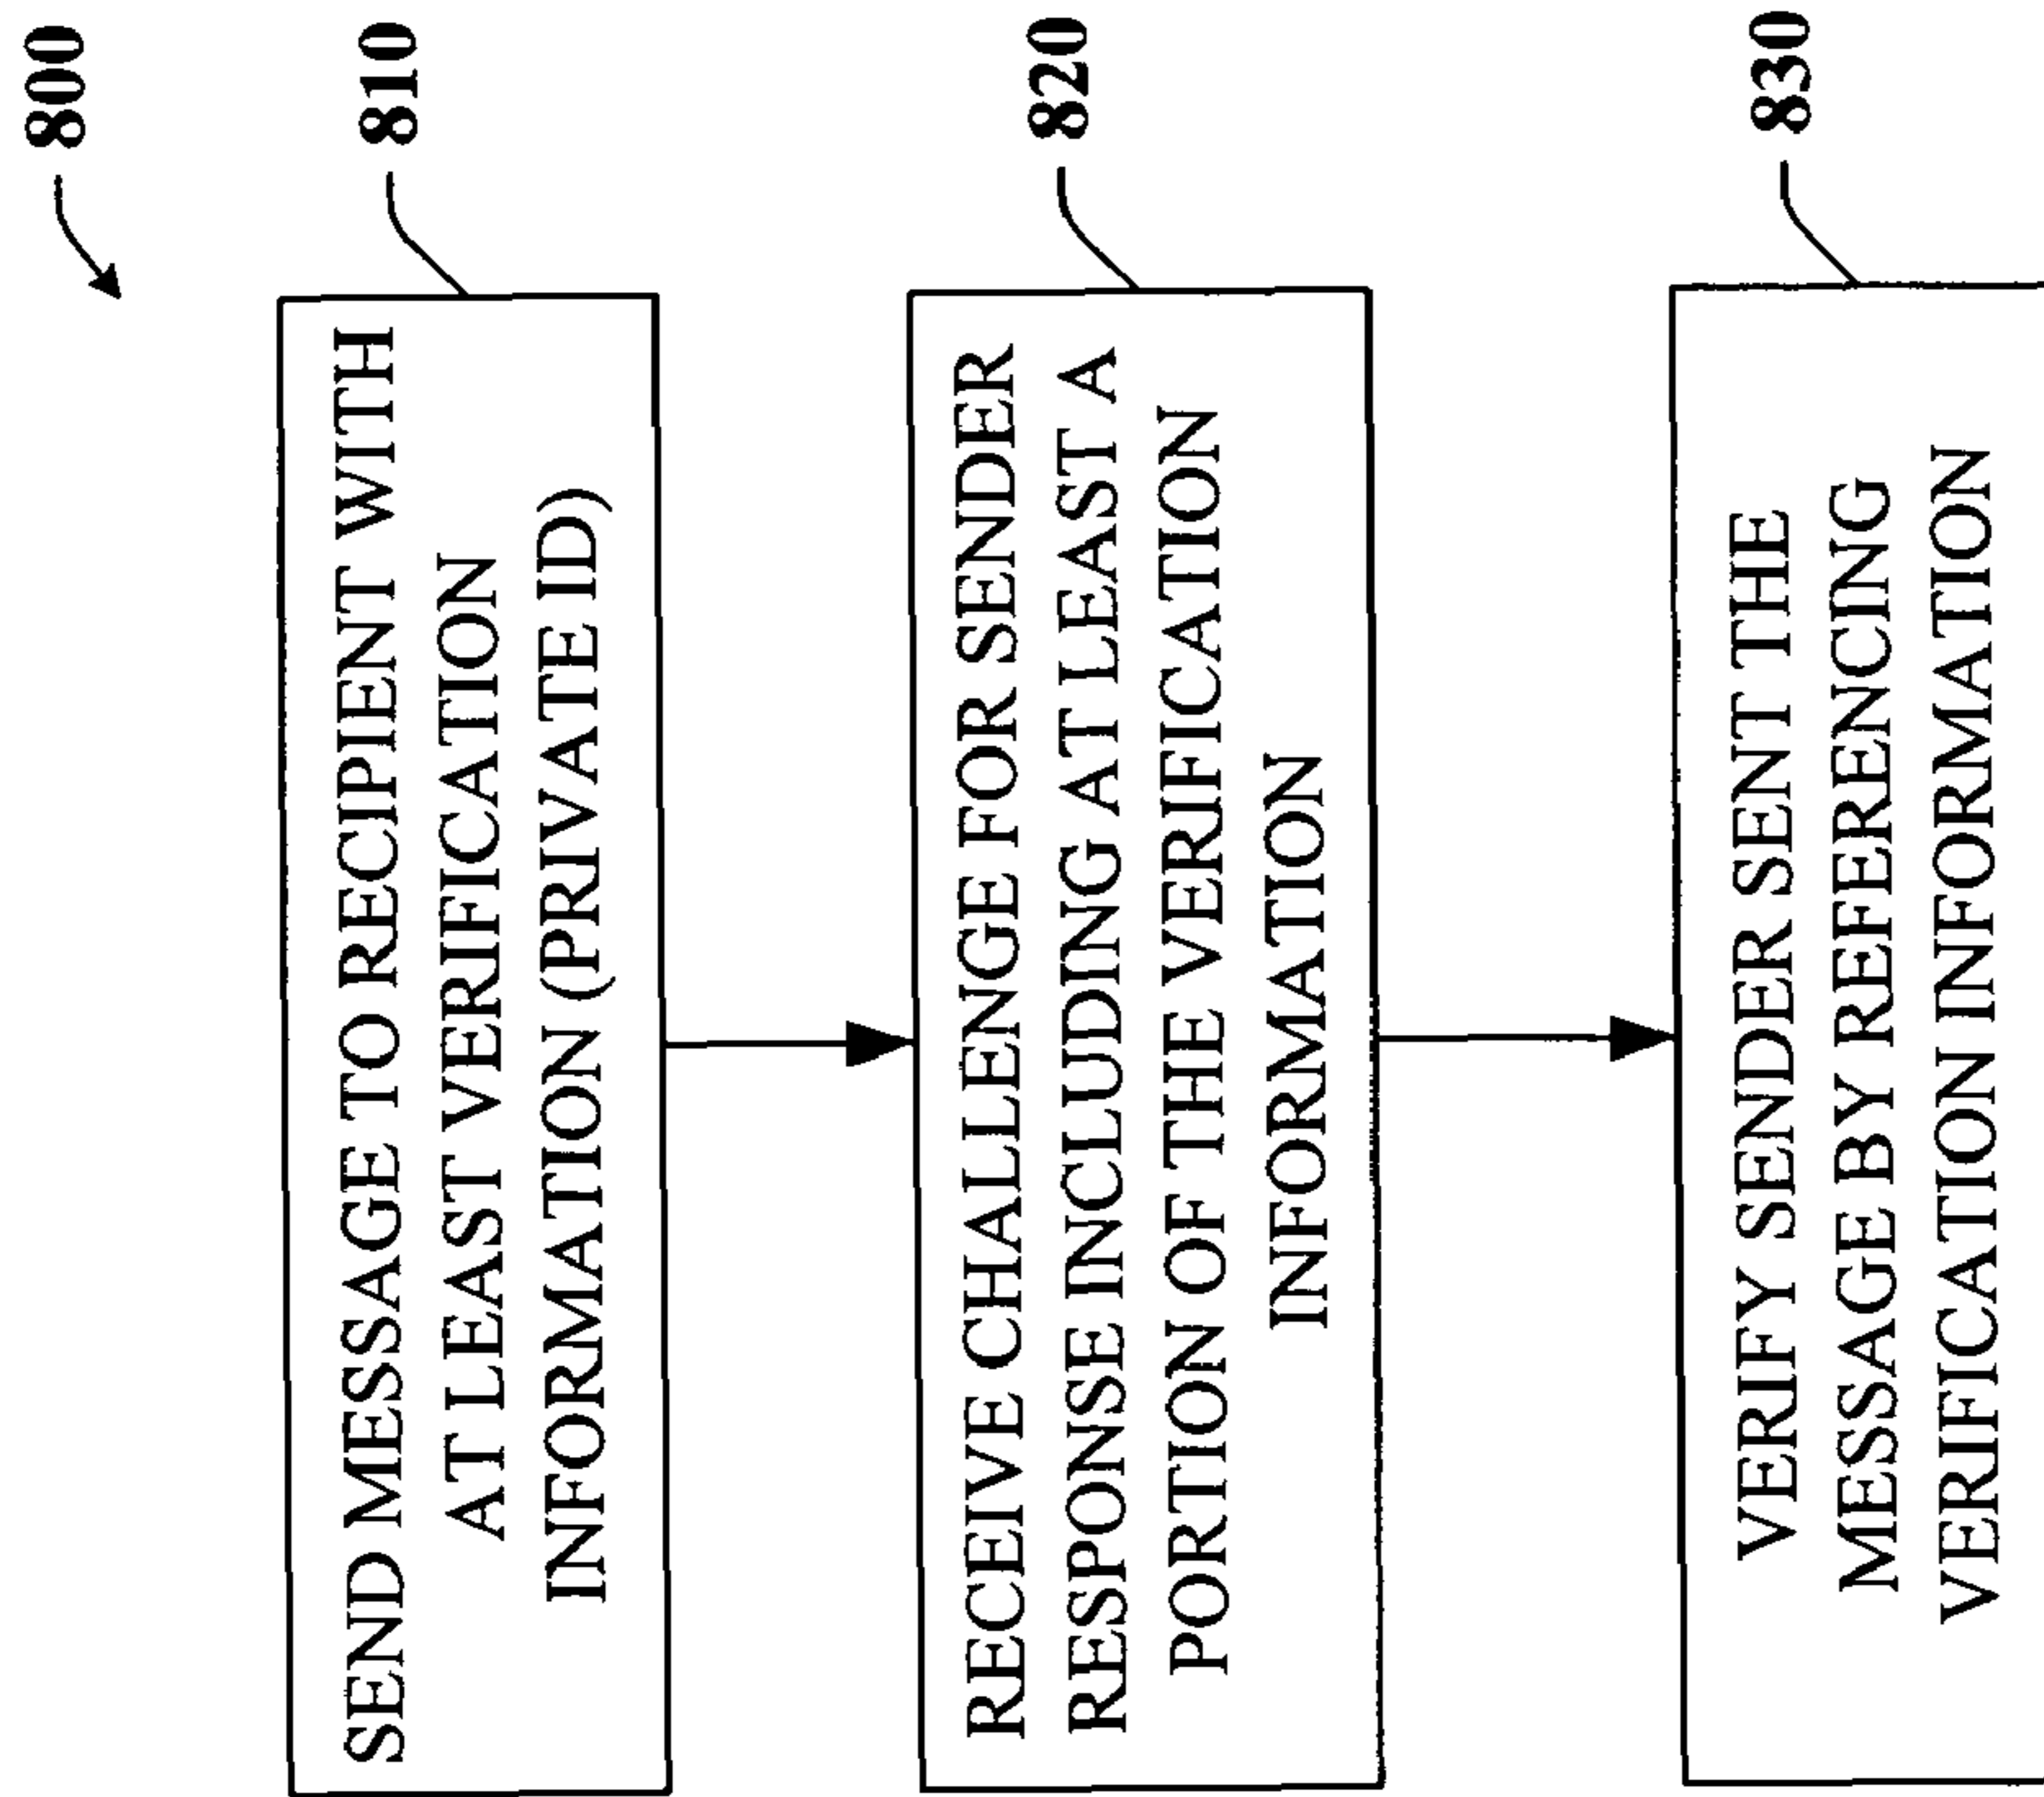 800
SEND MESSAGE TO RECIPIENT WITH
AT LEAST VERIFICATION
INFORMATION (PRIVATE ID)
810
RECEIVE CHALLENGE FOR SENDER
RESPONSE INCLUDING AT LEAST A
PORTION OF THE VERIFICATION
INFORMATION
820
VERIFY SENDER SENT THE
MESSAGE BY REFERENCING
VERIFICATION INFORMATION
830